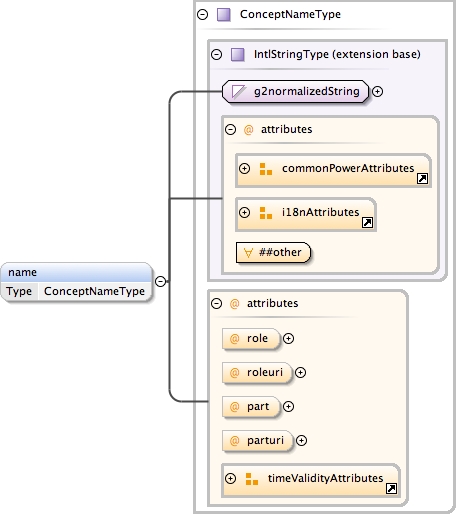 ConceptNameType
IntlStringType (extension base)
g2normalizedString
@ attributes
commonPowerAttributes
i18nAttributes
##other
name
Type ConceptNameType
@ attributes
@ role
@ roleuri
@ part
@ parturi
timeValidityAttributes